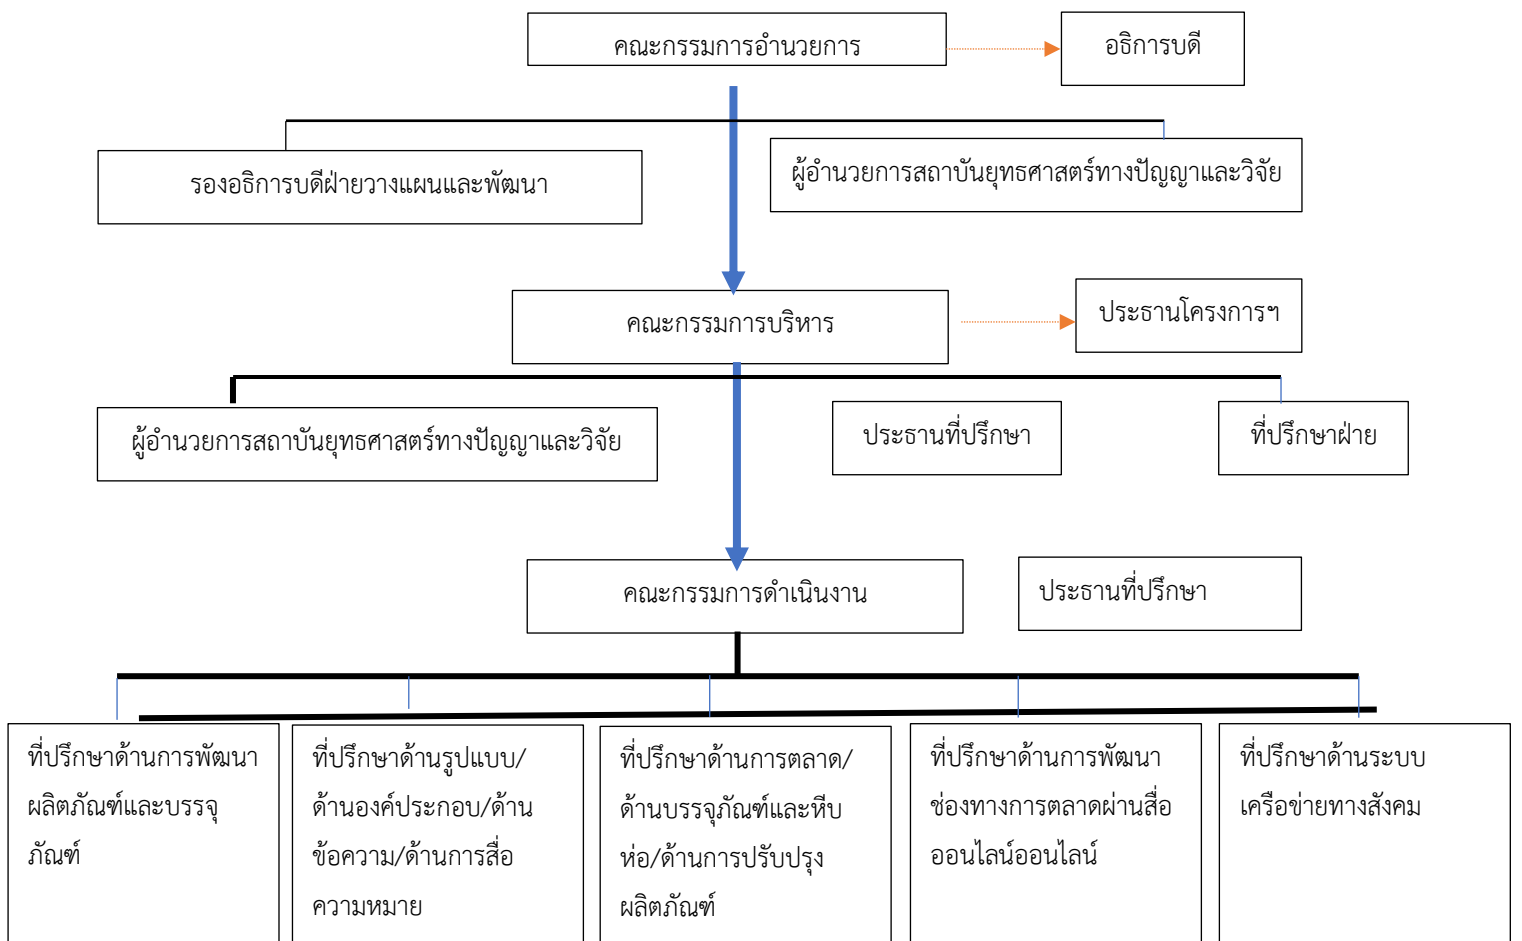 คณะกรรมการอำนวยการ
อธิการบดี
รองอธิการบดีฝ่ายวางแผนและพัฒนา
ผู้อำนวยการสถาบันยุทธศาสตร์ทางปัญญาและวิจัย
คณะกรรมการบริหาร
ประธานโครงการฯ
ผู้อำนวยการสถาบันยุทธศาสตร์ทางปัญญาและวิจัย
ประธานที่ปรึกษา
ที่ปรึกษาฝ่าย
คณะกรรมการดำเนินงาน
ประธานที่ปรึกษา
ที่ปรึกษาด้านการพัฒนา
ผลิตภัณฑ์และบรรจุ
ภัณฑ์
ที่ปรึกษาด้านรูปแบบ/
ด้านองค์ประกอบ/ด้าน
ข้อความ/ด้านการสื่อ
ความหมาย
ที่ปรึกษาด้านการตลาด/
ด้านบรรจุภัณฑ์และหีบ
ห่อ/ด้านการปรับปรุง
ผลิตภัณฑ์
ที่ปรึกษาด้านการพัฒนา
ช่องทางการตลาดผ่านสื่อ
ออนไลน์ออนไลน์
ที่ปรึกษาด้านระบบ
เครือข่ายทางสังคม